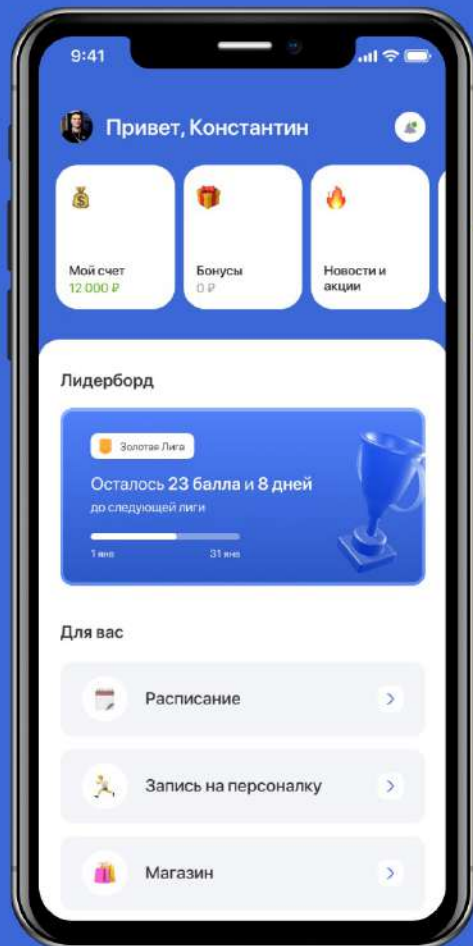 9:41
Привет, Константин
Мой счет
12 000 ₽
Бонусы
0 ₽
Новости и
акции
Лидерборд
Золотая Лига
Осталось 23 балла и 8 дней
до следующей лиги
1 янв
31 янв
Для вас
Расписание
Запись на персоналку
Магазин